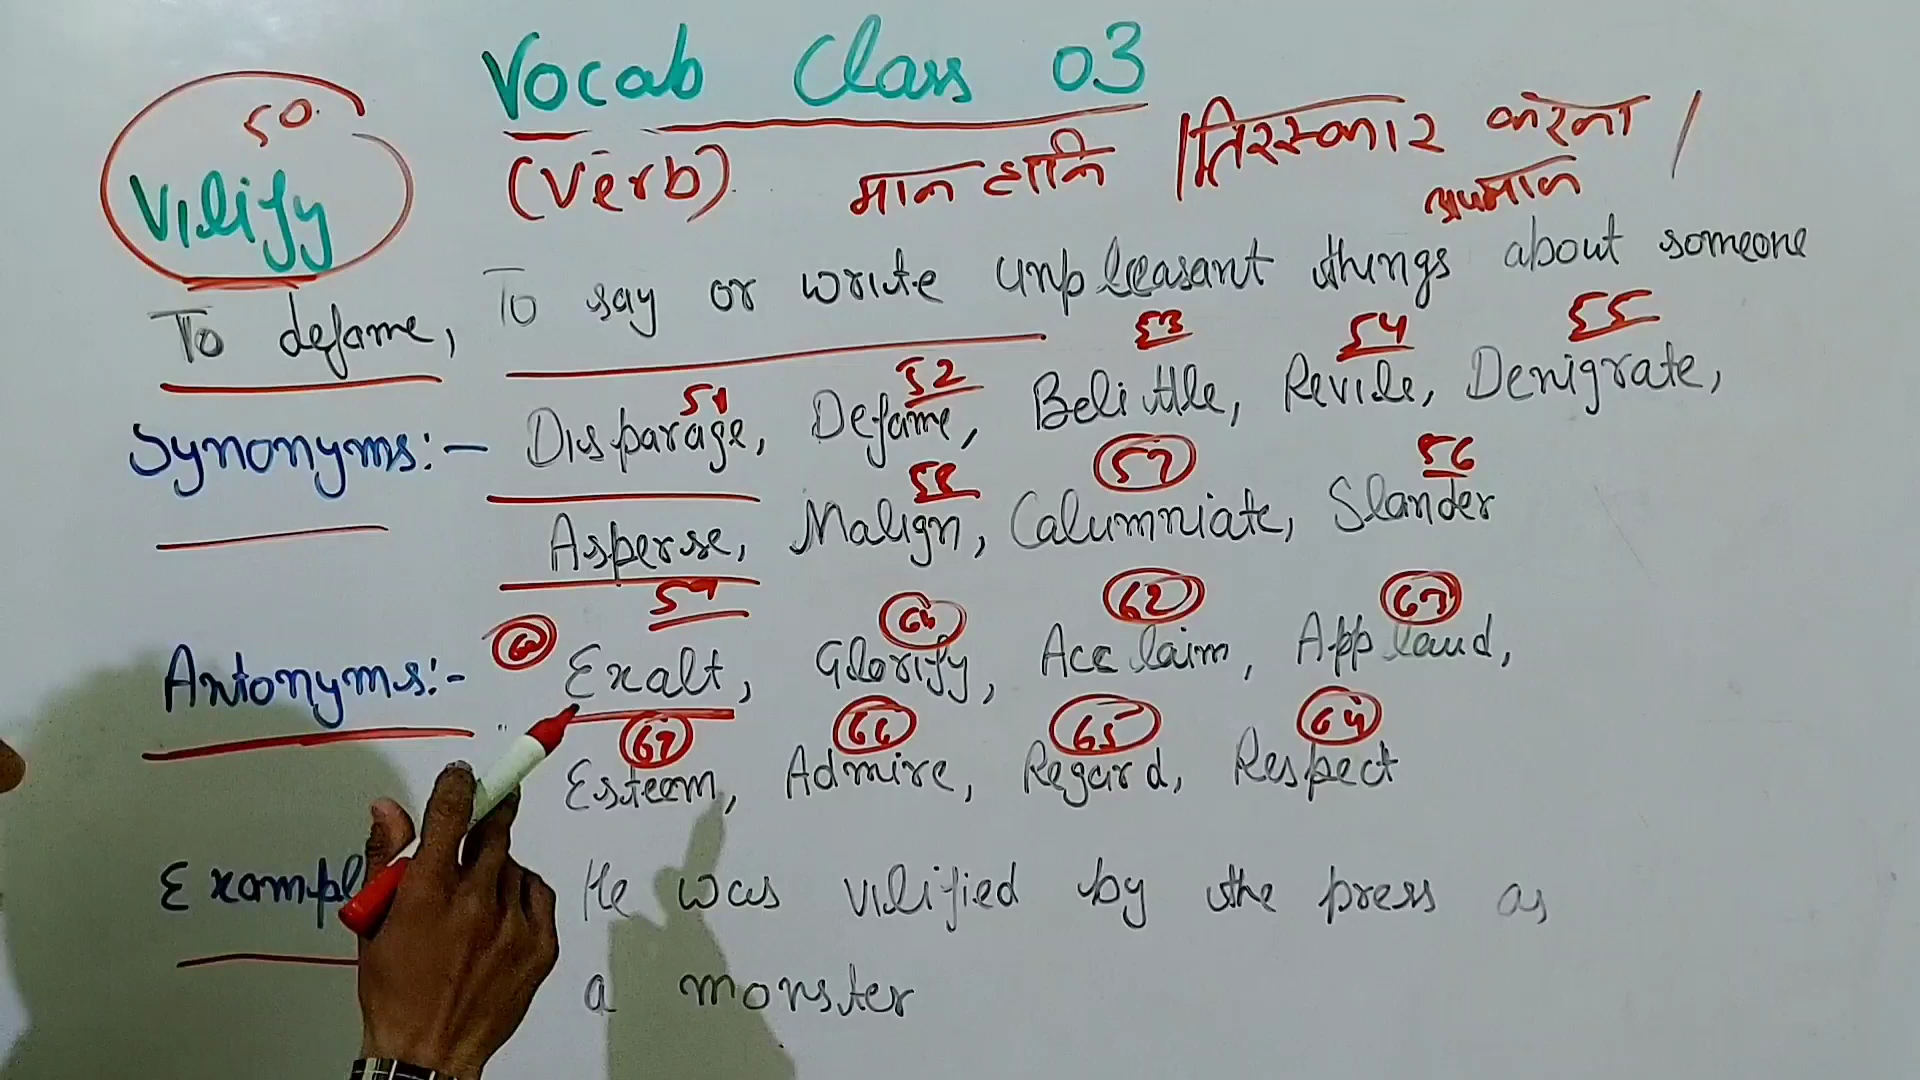 Vocab Class 03
50.
Vilify (Verb) मान हानि / तिरस्कार करना /
अपमान
To defame, To say or write unpleasant things about someone
51 52 53 54 55
Synonyms:- Disparage, Defame, Belittle, Revile, Denigrate,
58 57 56
Asperse, Malign, Calumniate, Slander
59
60 61 62 63
Antonyms:- Exalt, Glorify, Acclaim, Applaud,
67 66 65 64
Esteem, Admire, Regard, Respect
Exampl He was vilified by the press as
a monster